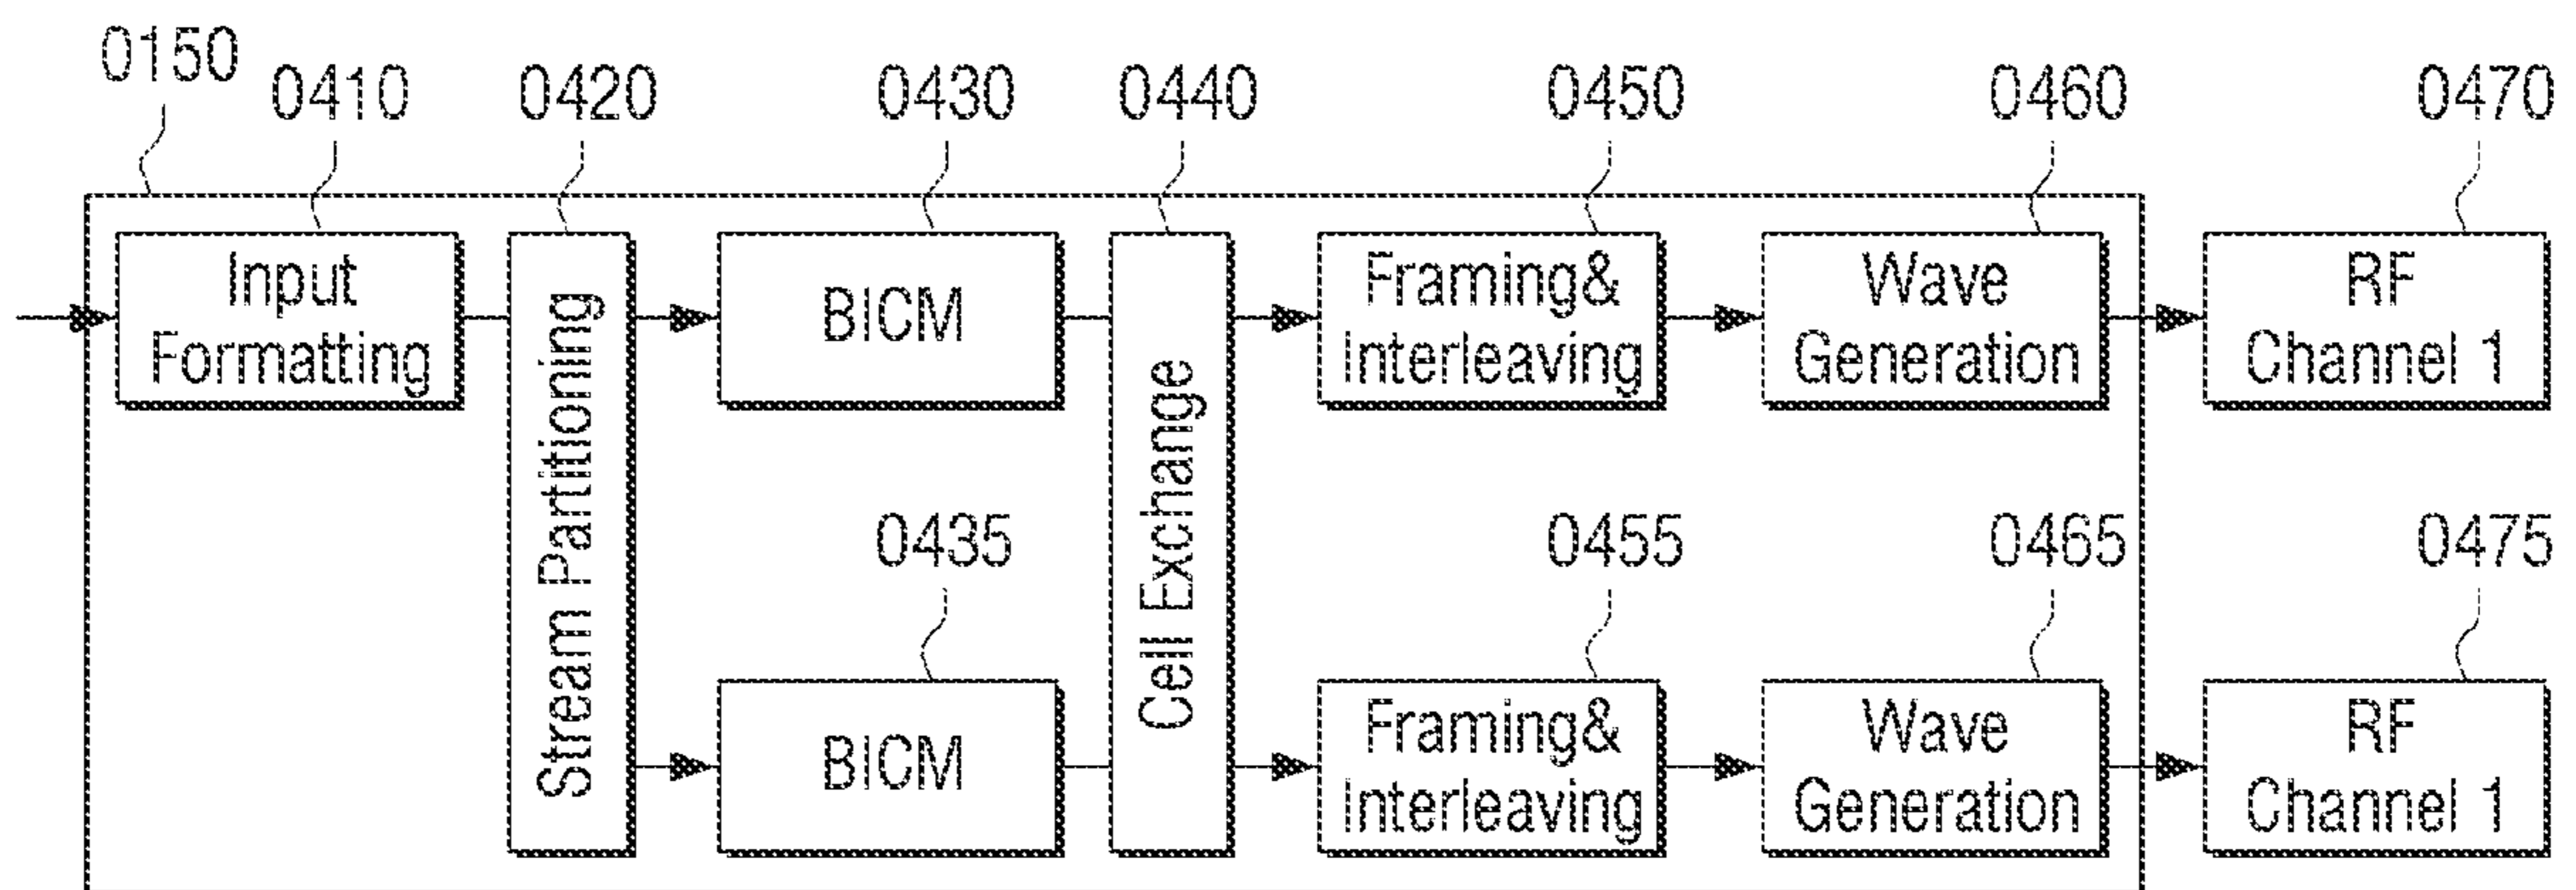 0150
0410
0420
0430
0440
0450
0460
0470
Input
Formatting
Stream Partitioning
BICM
Cell Exchange
Framing&
Interleaving
Wave
Generation
RF
Channel 1
0435
0455
0465
0475
BICM
Framing&
Interleaving
Wave
Generation
RF
Channel 1